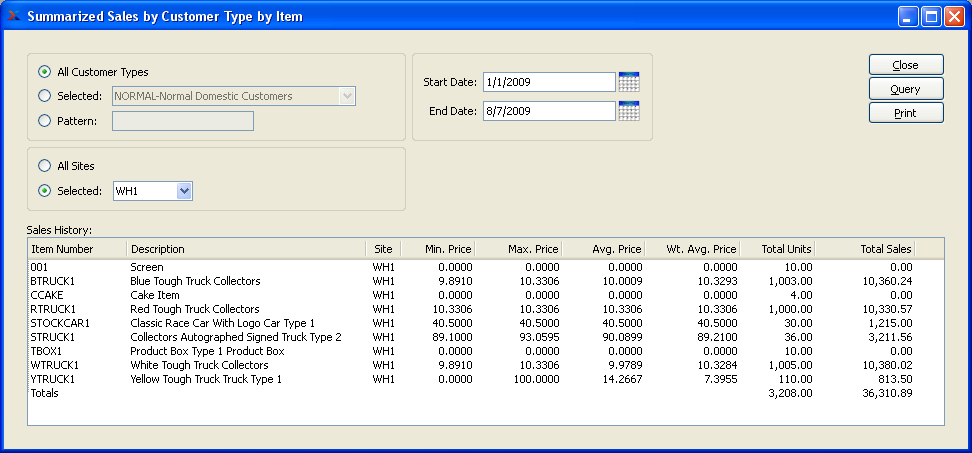 Summarized Sales by Customer Type by Item
All Customer Types
Selected: NORMAL-Normal Domestic Customers
Pattern:
Start Date: 1/1/2009
End Date: 8/7/2009
Close
Query
Print
All Sites
Selected: WH1
Sales History:
Item Number Description Site Min. Price Max. Price Avg. Price Wt. Avg. Price Total Units Total Sales
001 Screen WH1 0.0000 0.0000 0.0000 0.0000 10.00 0.00
BTRUCK1 Blue Tough Truck Collectors WH1 9.8910 10.3306 10.0009 10.3293 1,003.00 10,360.24
CCAKE Cake Item WH1 0.0000 0.0000 0.0000 0.0000 4.00 0.00
RTRUCK1 Red Tough Truck Collectors WH1 10.3306 10.3306 10.3306 10.3306 1,000.00 10,330.57
STOCKCAR1 Classic Race Car With Logo Car Type 1 WH1 40.5000 40.5000 40.5000 40.5000 30.00 1,215.00
STRUCK1 Collectors Autographed Signed Truck Type 2 WH1 89.1000 93.0595 90.0899 89.2100 36.00 3,211.56
TBOX1 Product Box Type 1 Product Box WH1 0.0000 0.0000 0.0000 0.0000 10.00 0.00
WTRUCK1 White Tough Truck Collectors WH1 9.8910 10.3306 9.9789 10.3284 1,005.00 10,380.02
YTRUCK1 Yellow Tough Truck Truck Type 1 WH1 0.0000 100.0000 14.2667 7.3955 110.00 813.50
Totals 3,208.00 36,310.89